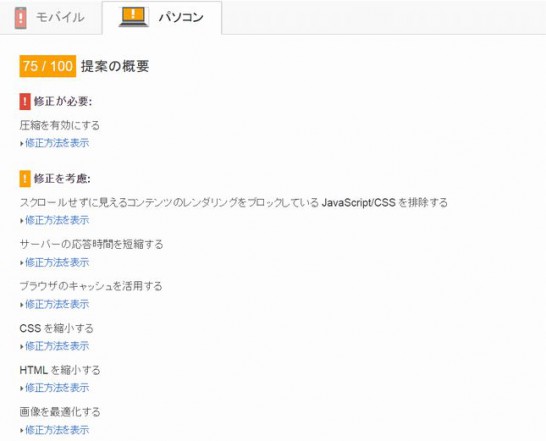 モバイル
パソコン
75 / 100 提案の概要
! 修正が必要:
圧縮を有効にする
▸修正方法を表示
! 修正を考慮:
スクロールせずに見えるコンテンツのレンダリングをブロックしている JavaScript/CSS を排除する
▸修正方法を表示
サーバーの応答時間を短縮する
▸修正方法を表示
ブラウザのキャッシュを活用する
▸修正方法を表示
CSS を縮小する
▸修正方法を表示
HTML を縮小する
▸修正方法を表示
画像を最適化する
▸修正方法を表示